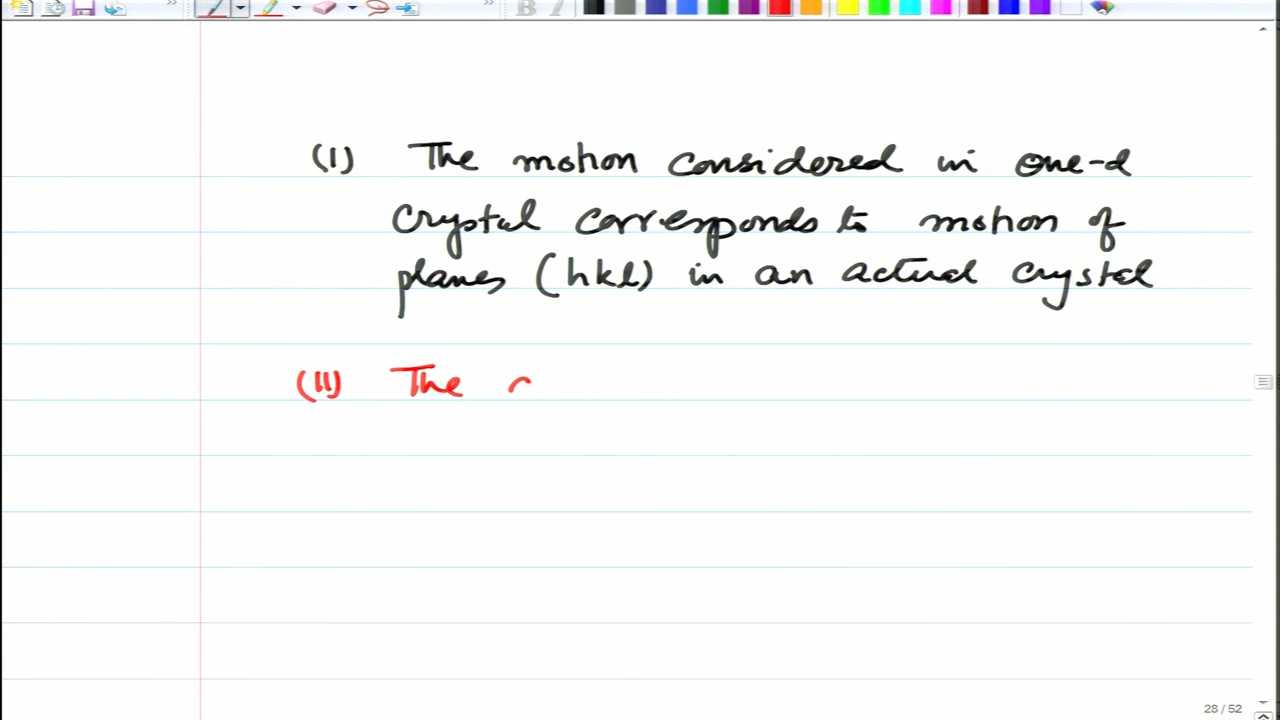 (I) The motion considered in one-d
crystal corresponds to motion of
planes (hkl) in an actual crystal
(II) The
28 / 52